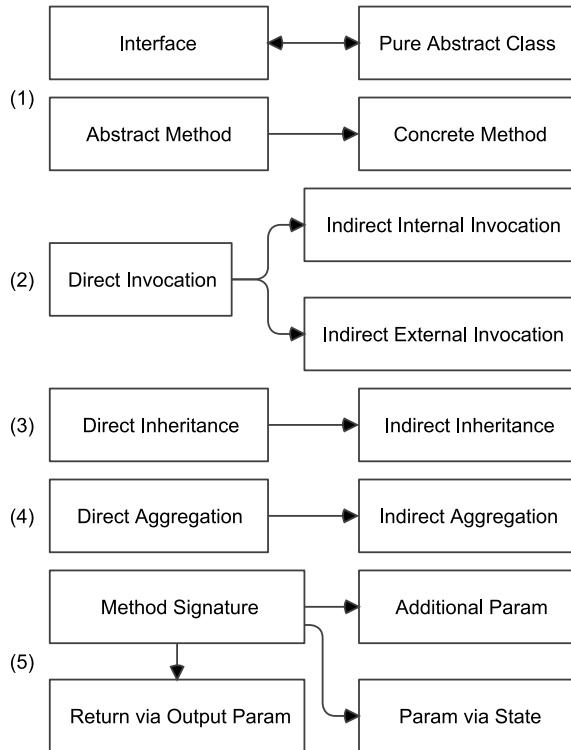 Interface
Pure Abstract Class
(1)
Abstract Method
Concrete Method
Indirect Internal Invocation
(2)
Direct Invocation
Indirect External Invocation
(3)
Direct Inheritance
Indirect Inheritance
(4)
Direct Aggregation
Indirect Aggregation
Method Signature
Additional Param
(5)
Return via Output Param
Param via State